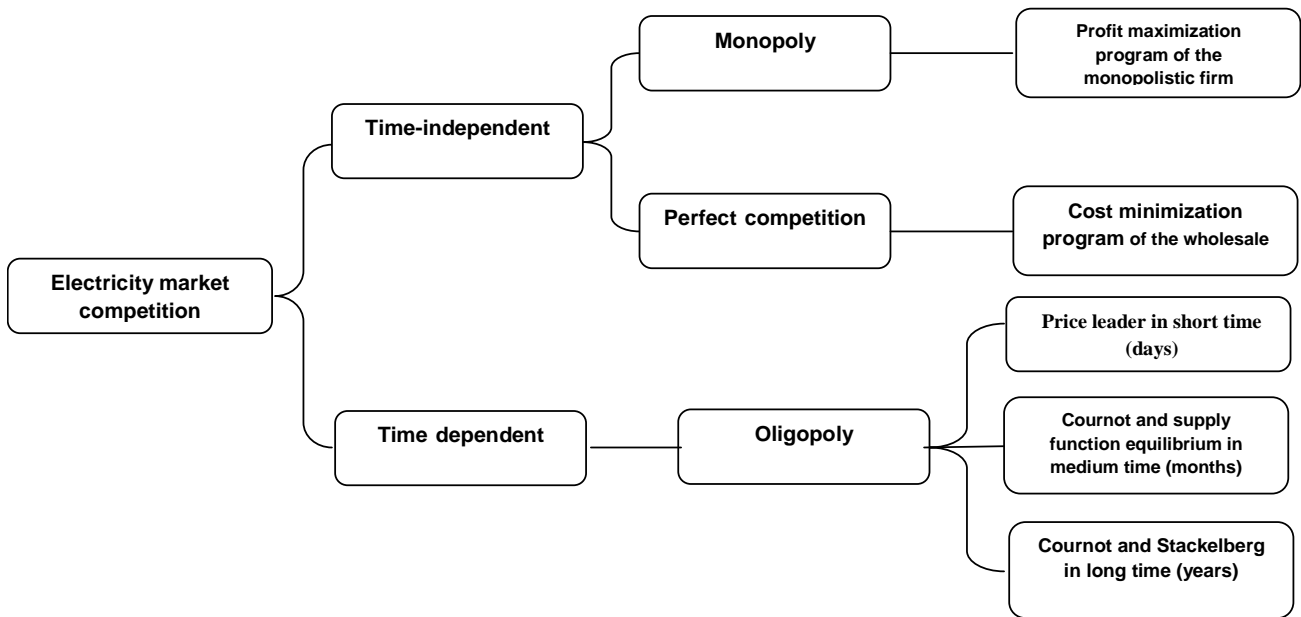 Monopoly
Profit maximization
program of the
monopolistic firm
Time-independent
Perfect competition
Cost minimization
program of the wholesale
Electricity market
competition
Price leader in short time
(days)
Time dependent
Oligopoly
Cournot and supply
function equilibrium in
medium time (months)
Cournot and Stackelberg
in long time (years)